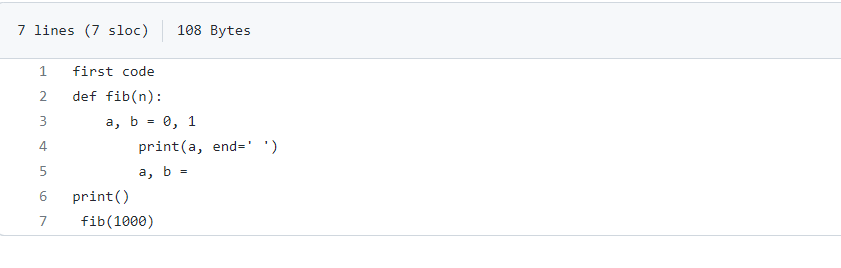 7 lines (7 sloc) 108 Bytes
1 first code
2 def fib(n):
3     a, b = 0, 1
4         print(a, end=' ')
5         a, b =
6 print()
7  fib(1000)